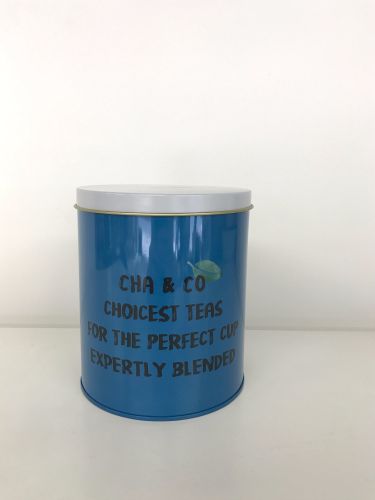 CHA & CO
CHOICEST TEAS
FOR THE PERFECT CUP
EXPERTLY BLENDED